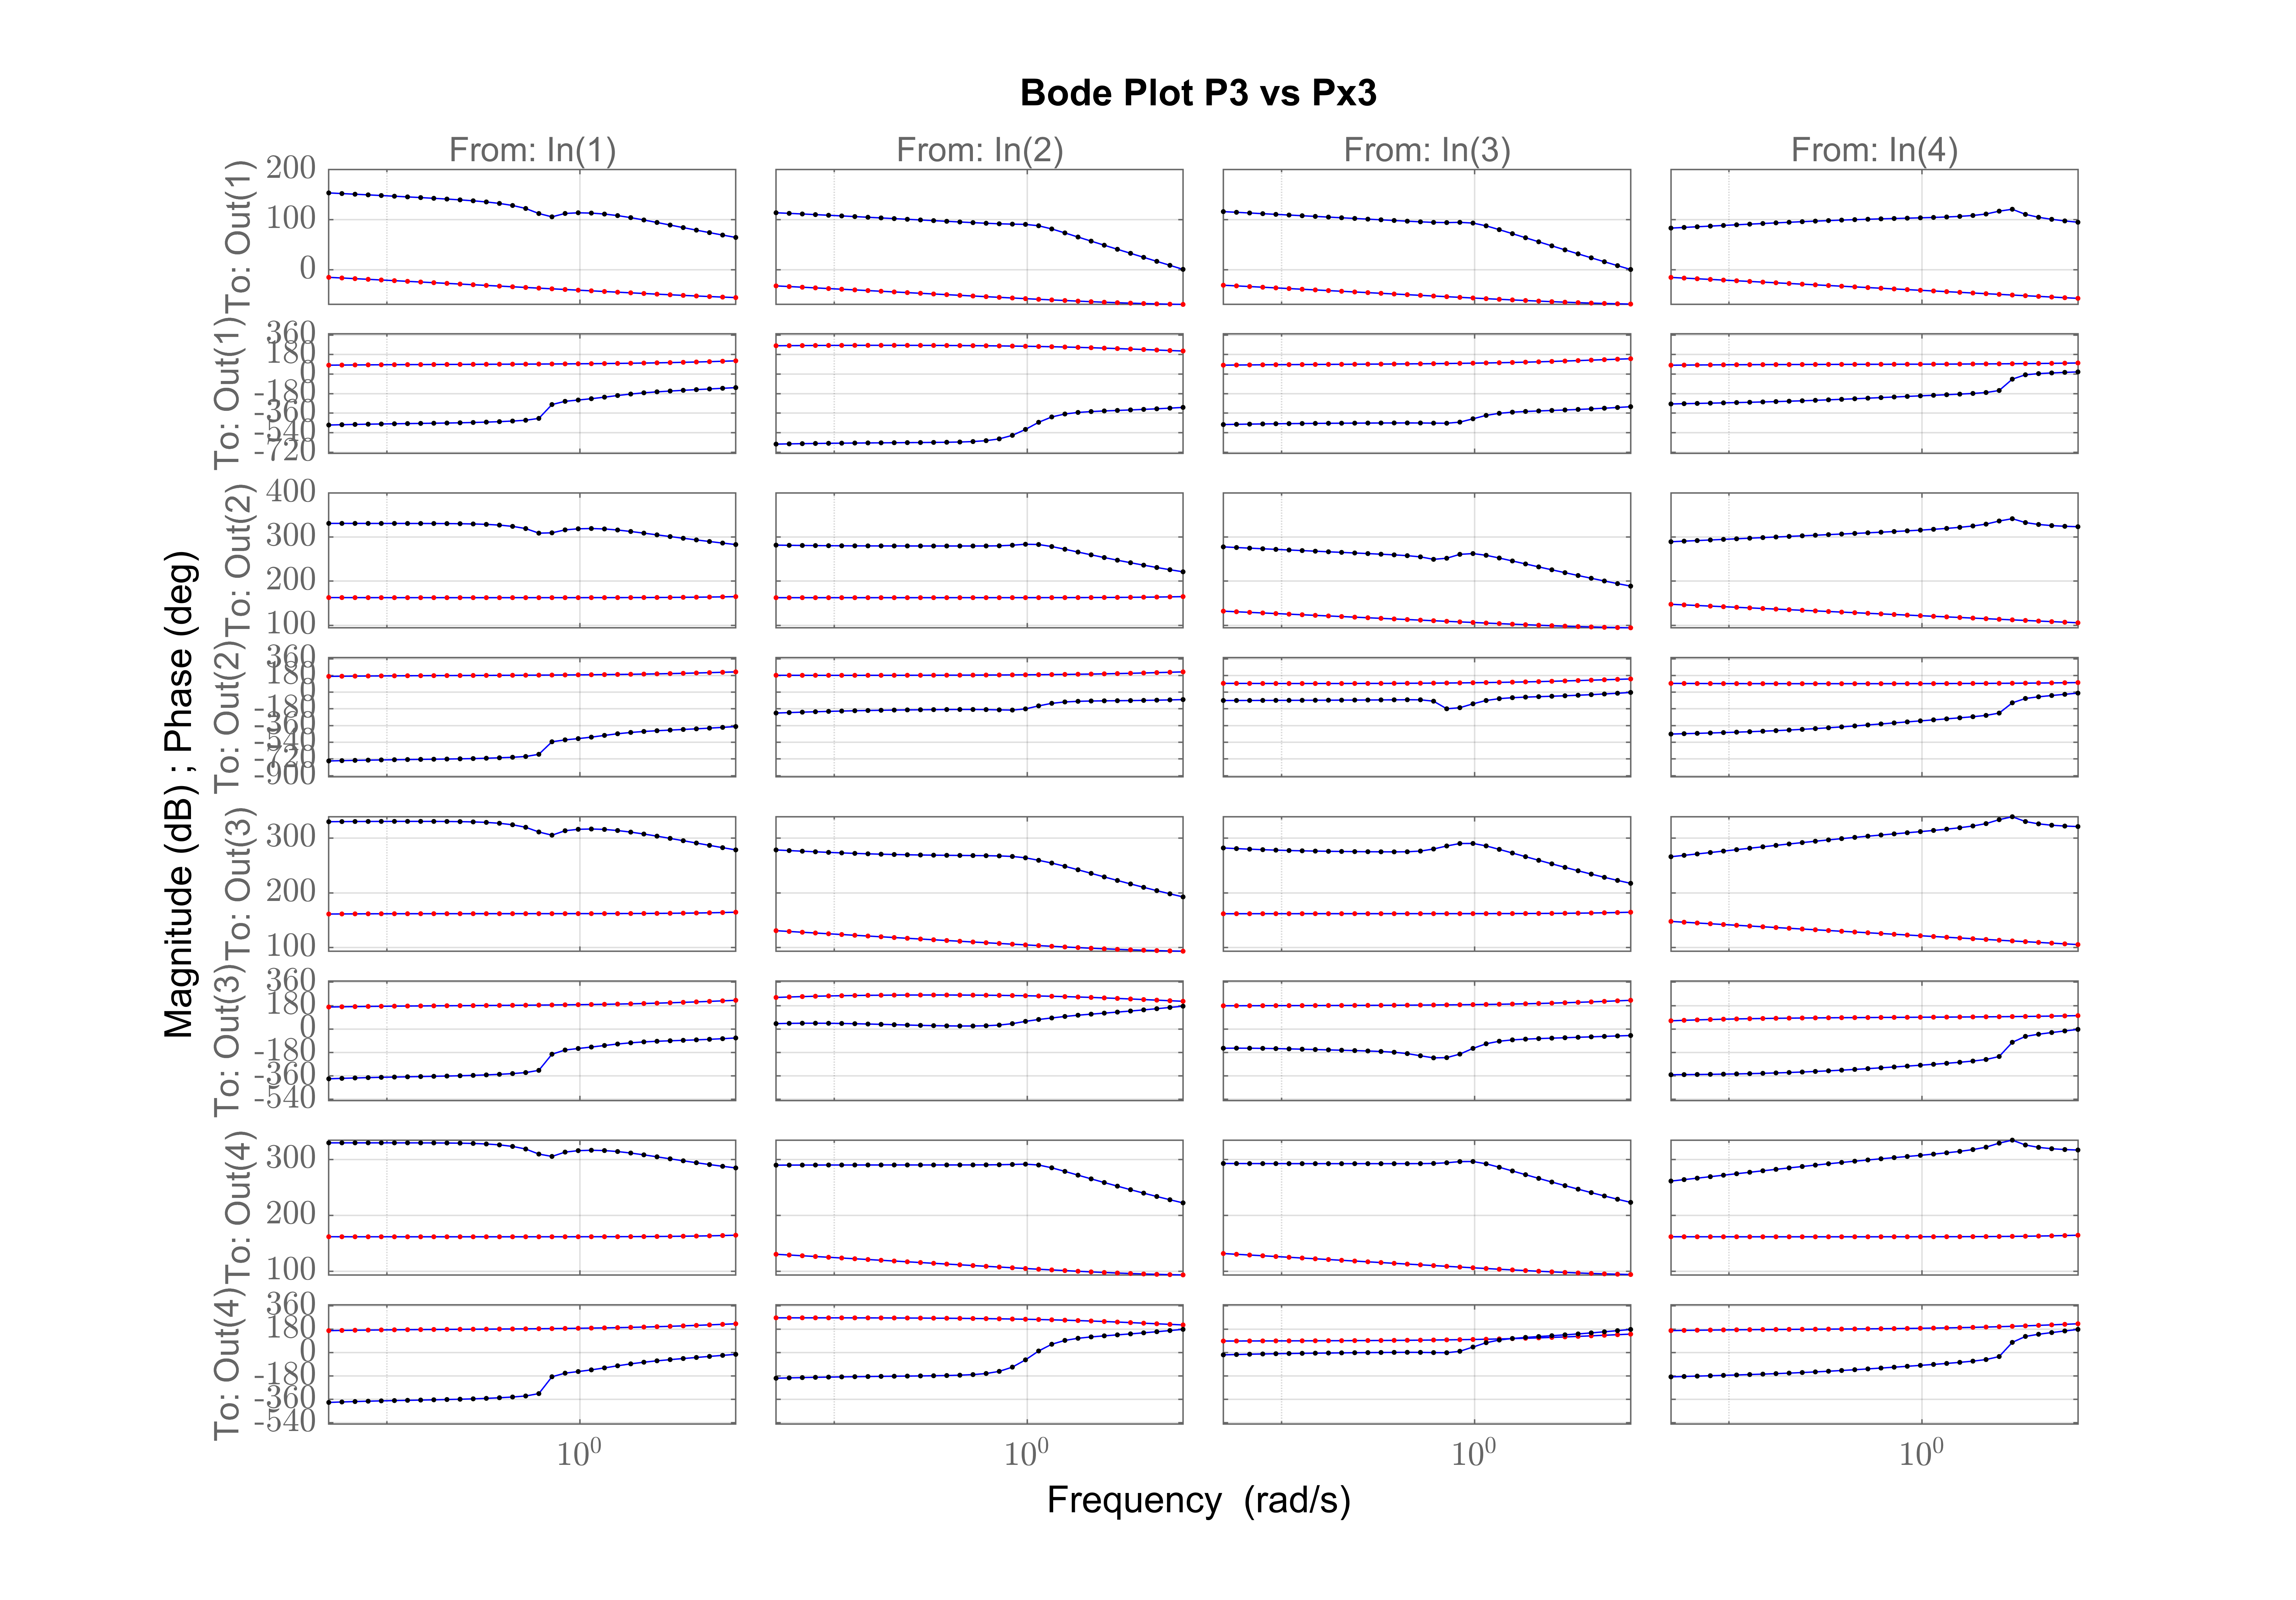 Bode Plot P3 vs Px3
From: In(1)
From: In(2)
From: In(3)
From: In(4)
Magnitude (dB) ; Phase (deg)
To: Out(1)
200
100
0
To: Out(1)
360
180
0
-180
-360
-540
-720
To: Out(2)
400
300
200
100
To: Out(2)
360
180
0
-180
-360
-540
-720
-900
To: Out(3)
300
200
100
To: Out(3)
360
180
0
-180
-360
-540
To: Out(4)
300
200
100
To: Out(4)
360
180
0
-180
-360
-540
10⁰
10⁰
10⁰
10⁰
Frequency (rad/s)